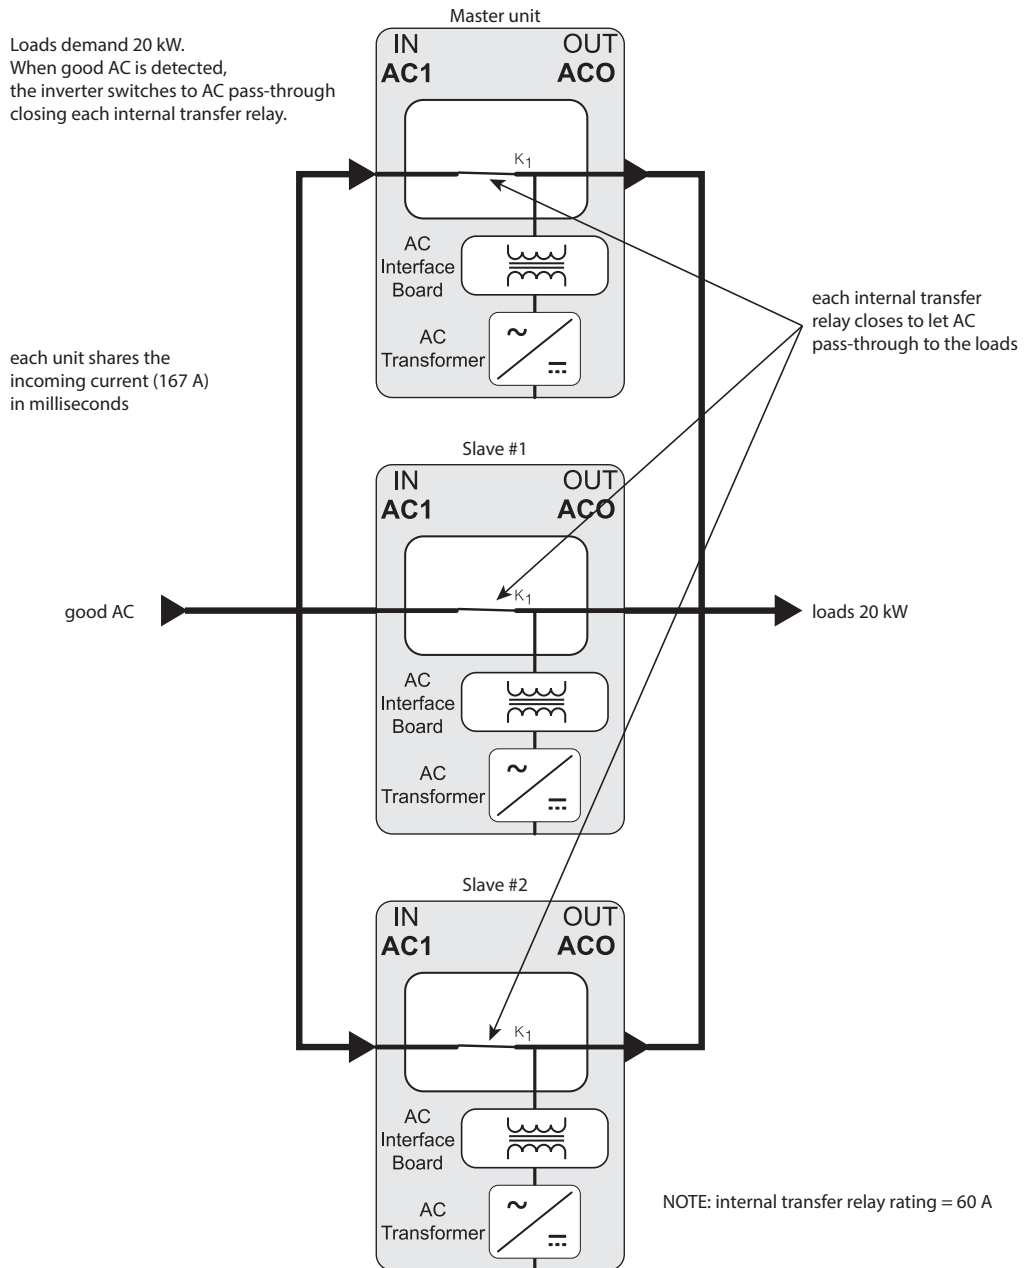 Master unit
Loads demand 20 kW.
When good AC is detected,
the inverter switches to AC pass-through
closing each internal transfer relay.
IN OUT
AC1 ACO
K1
AC
Interface
Board
AC
Transformer
each internal transfer
relay closes to let AC
pass-through to the loads
each unit shares the
incoming current (167 A)
in milliseconds
Slave #1
IN OUT
AC1 ACO
K1
good AC
loads 20 kW
AC
Interface
Board
AC
Transformer
Slave #2
IN OUT
AC1 ACO
K1
AC
Interface
Board
AC
Transformer
NOTE: internal transfer relay rating = 60 A